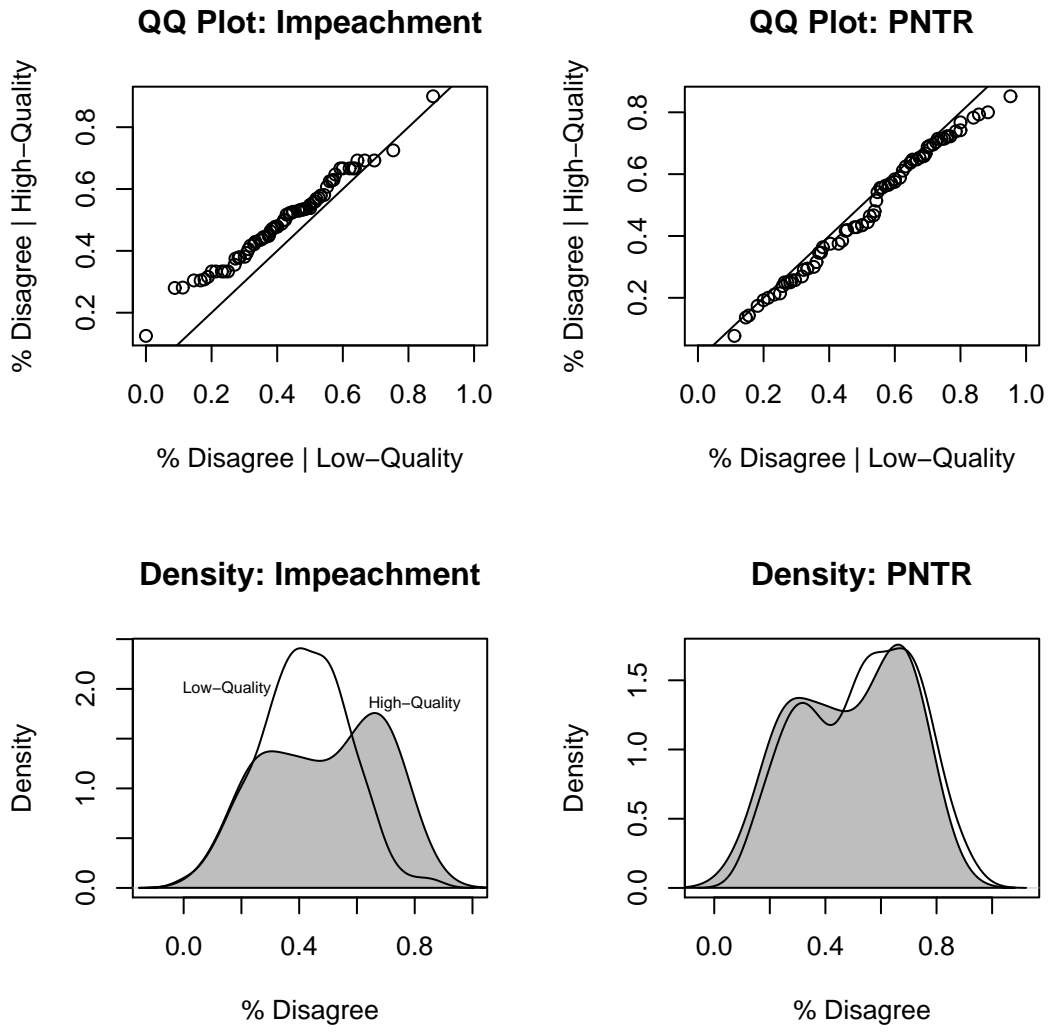 QQ Plot: Impeachment
% Disagree | High−Quality
0.8
0.6
0.4
0.2
0.0 0.2 0.4 0.6 0.8 1.0
% Disagree | Low−Quality
QQ Plot: PNTR
% Disagree | High−Quality
0.8
0.6
0.4
0.2
0.0 0.2 0.4 0.6 0.8 1.0
% Disagree | Low−Quality
Density: Impeachment
Density
2.0
1.0
0.0
Low−Quality
High−Quality
0.0 0.4 0.8
% Disagree
Density: PNTR
Density
1.5
1.0
0.5
0.0
0.0 0.4 0.8
% Disagree